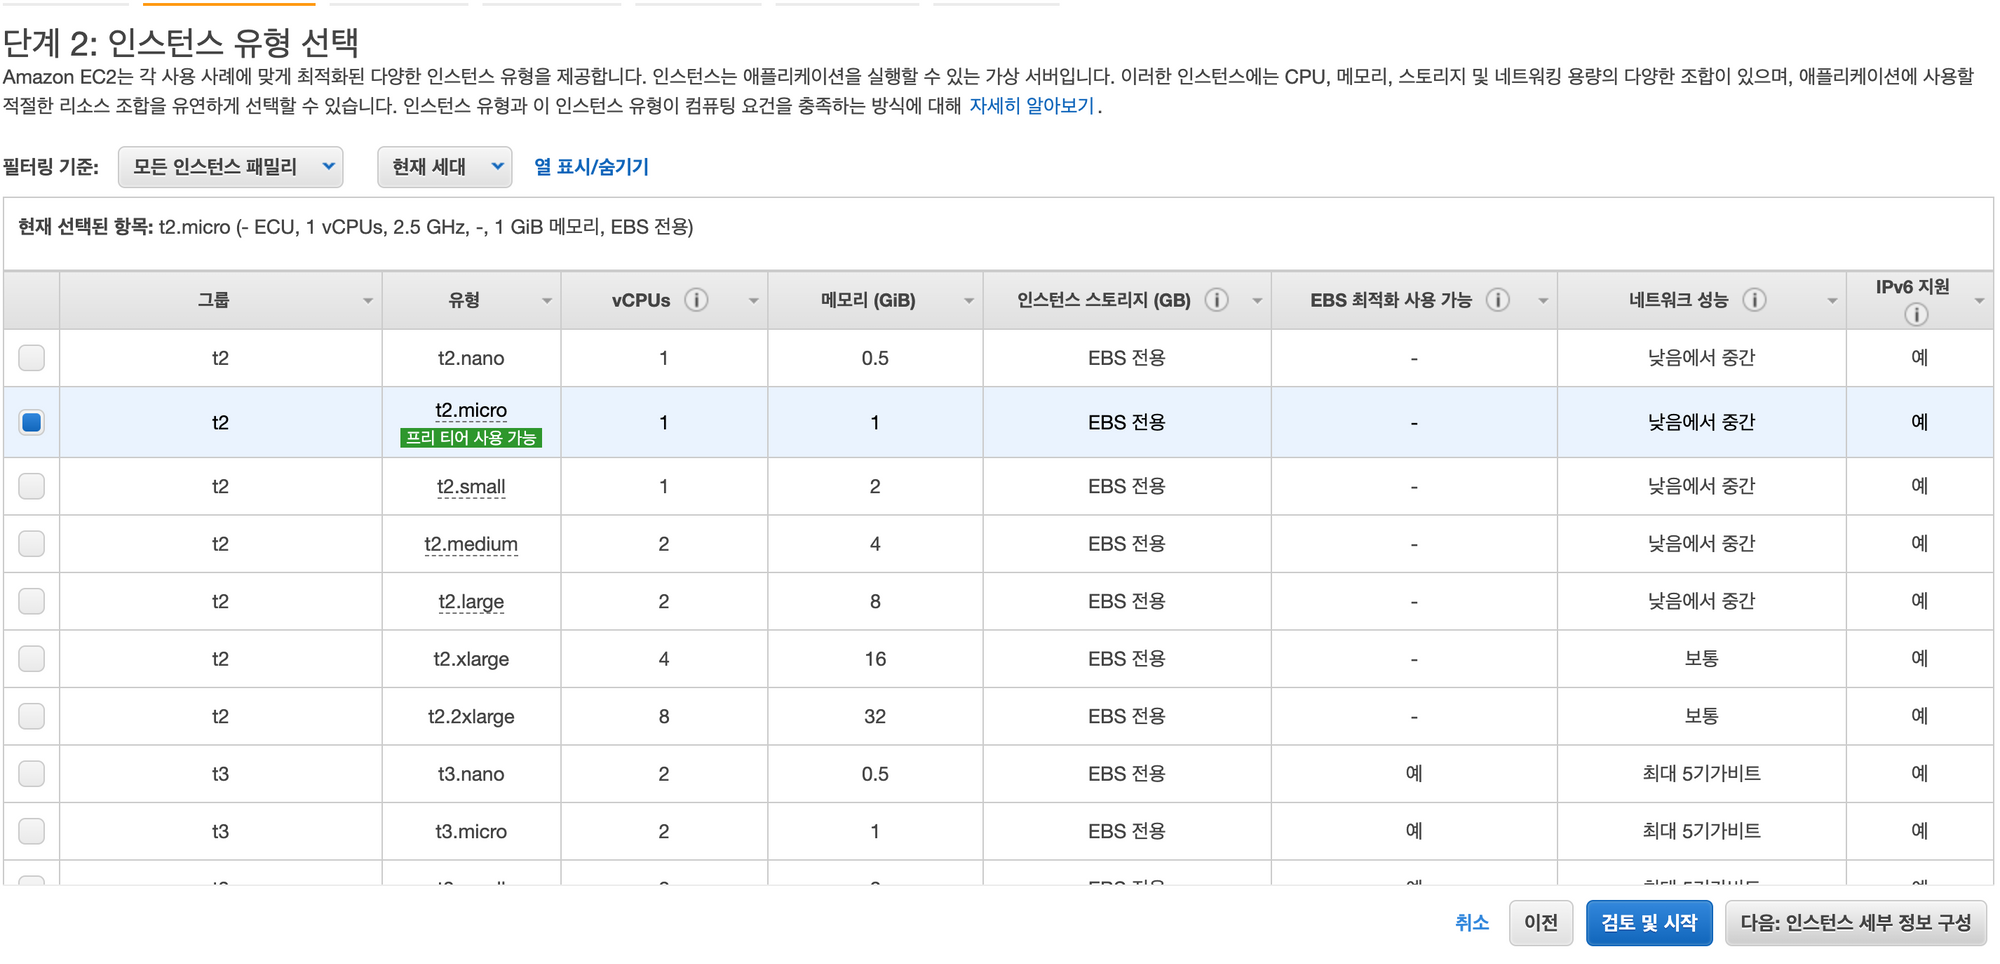 단계 2: 인스턴스 유형 선택
Amazon EC2는 각 사용 사례에 맞게 최적화된 다양한 인스턴스 유형을 제공합니다. 인스턴스는 애플리케이션을 실행할 수 있는 가상 서버입니다. 이러한 인스턴스에는 CPU, 메모리, 스토리지 및 네트워킹 용량의 다양한 조합이 있으며, 애플리케이션에 사용할
적절한 리소스 조합을 유연하게 선택할 수 있습니다. 인스턴스 유형과 이 인스턴스 유형이 컴퓨팅 요건을 충족하는 방식에 대해 자세히 알아보기.
필터링 기준: 모든 인스턴스 패밀리 현재 세대 열 표시/숨기기
현재 선택된 항목: t2.micro (- ECU, 1 vCPUs, 2.5 GHz, -, 1 GiB 메모리, EBS 전용)
그룹 유형 vCPUs 메모리 (GiB) 인스턴스 스토리지 (GB) EBS 최적화 사용 가능 네트워크 성능 IPv6 지원
t2 t2.nano 1 0.5 EBS 전용 - 낮음에서 중간 예
t2 t2.micro 1 1 EBS 전용 - 낮음에서 중간 예
프리 티어 사용 가능
t2 t2.small 1 2 EBS 전용 - 낮음에서 중간 예
t2 t2.medium 2 4 EBS 전용 - 낮음에서 중간 예
t2 t2.large 2 8 EBS 전용 - 낮음에서 중간 예
t2 t2.xlarge 4 16 EBS 전용 - 보통 예
t2 t2.2xlarge 8 32 EBS 전용 - 보통 예
t3 t3.nano 2 0.5 EBS 전용 예 최대 5기가비트 예
t3 t3.micro 2 1 EBS 전용 예 최대 5기가비트 예
취소 이전 검토 및 시작 다음: 인스턴스 세부 정보 구성